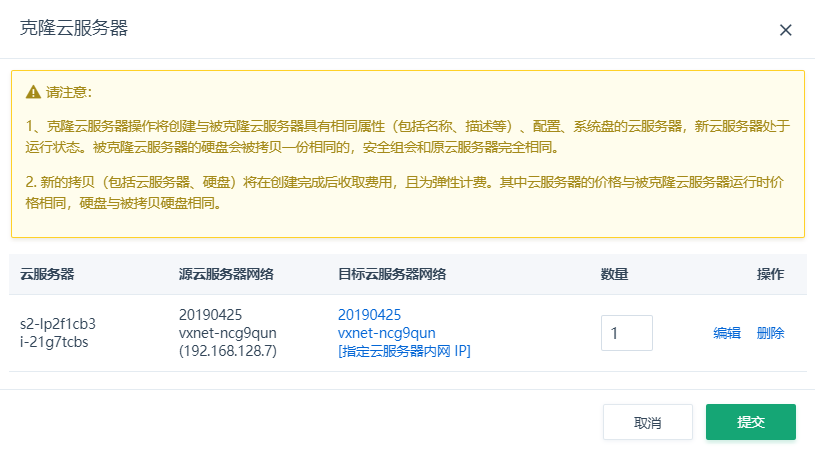 克隆云服务器
请注意：
1、克隆云服务器操作将创建与被克隆云服务器具有相同属性（包括名称、描述等）、配置、系统盘的云服务器，新云服务器处于
运行状态。被克隆云服务器的硬盘会被拷贝一份相同的，安全组会和原云服务器完全相同。
2. 新的拷贝（包括云服务器、硬盘）将在创建完成后收取费用，且为弹性计费。其中云服务器的价格与被克隆云服务器运行时价
格相同，硬盘与被拷贝硬盘相同。
云服务器 源云服务器网络 目标云服务器网络 数量 操作
s2-lp2f1cb3
i-21g7tcbs
20190425
vxnet-ncg9qun
(192.168.128.7)
20190425
vxnet-ncg9qun
[指定云服务器内网 IP]
1
编辑 删除
取消 提交